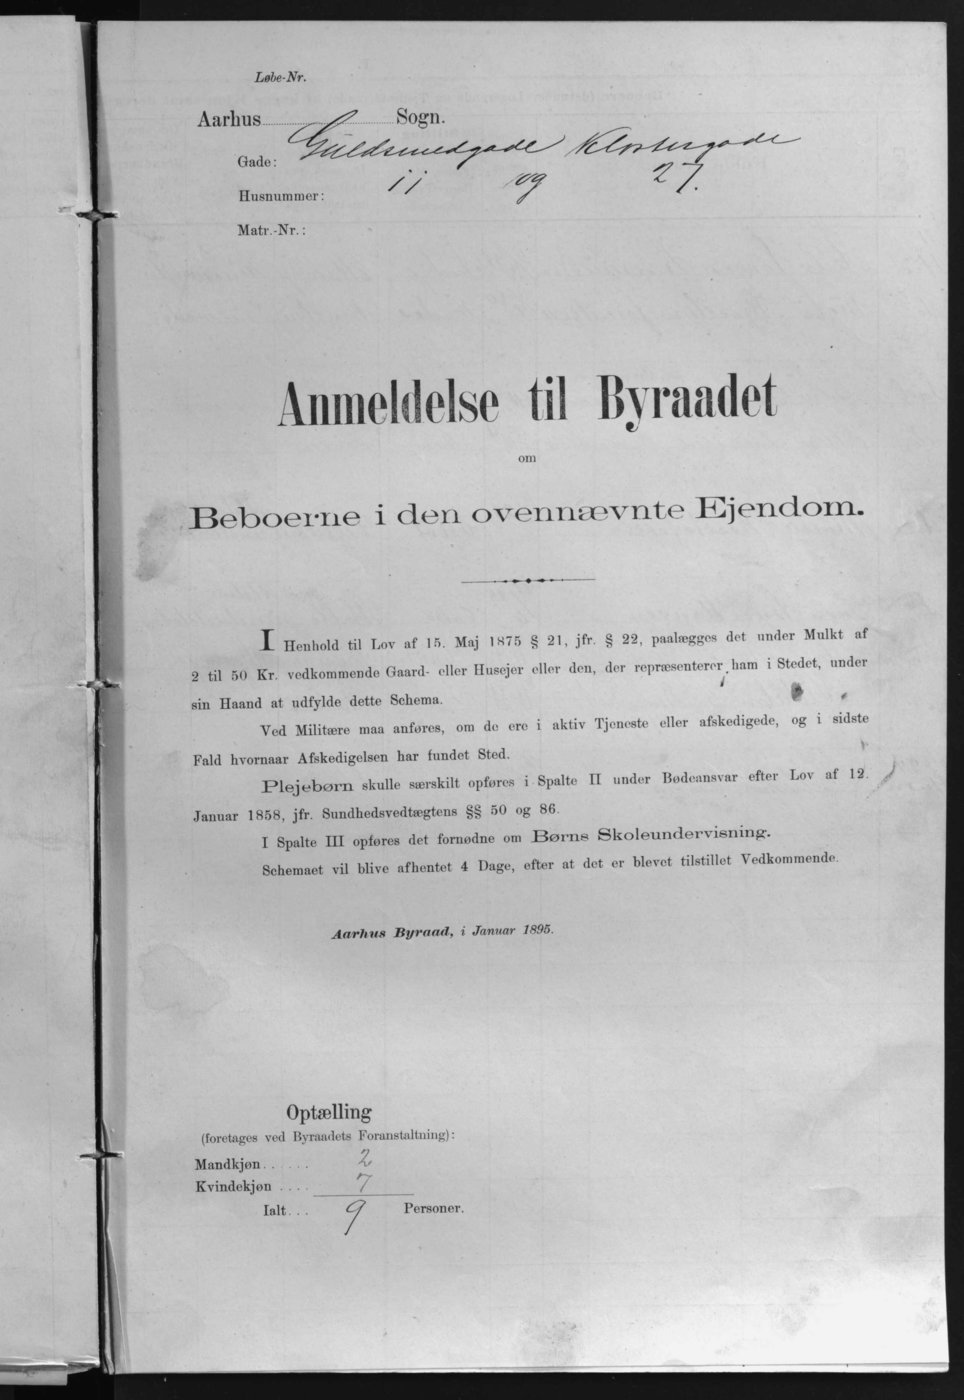 Løbe-Nr.
Aarhus Sogn.
Gade: Guldsmedgade Klostergade
Husnummer: 11 og 27.
Matr.-Nr.:
Anmeldelse til Byraadet
om
Beboerne i den ovennævnte Ejendom.
I Henhold til Lov af 15. Maj 1875 § 21, jfr. § 22, paalægges det under Mulkt af
2 til 50 Kr. vedkommende Gaard- eller Husejer eller den, der repræsenterer ham i Stedet, under
sin Haand at udfylde dette Schema.
Ved Militære maa anføres, om de ere i aktiv Tjeneste eller afskedigede, og i sidste
Fald hvornaar Afskedigelsen har fundet Sted.
Plejebørn skulle særskilt opføres i Spalte II under Bødeansvar efter Lov af 12.
Januar 1858, jfr. Sundhedsvedtægtens §§ 50 og 86.
I Spalte III opføres det fornødne om Børns Skoleundervisning.
Schemaet vil blive afhentet 4 Dage, efter at det er blevet tilstillet Vedkommende.
Aarhus Byraad, i Januar 1895.
Optælling
(foretages ved Byraadets Foranstaltning):
Mandkjøn...... 2
Kvindekjøn .... 7
Ialt... 9 Personer.